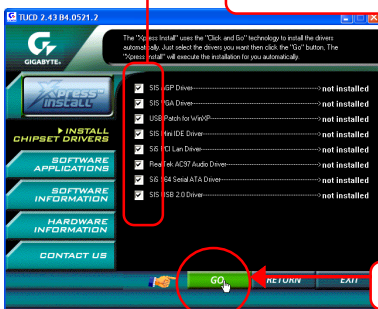 TUCD 2.43 B4.0521.2
The "Xpress Install" uses the "Click and Go" technology to install the drivers
automatically. Just select the drivers you want then click the "Go" button, The
"Xpress Install" will execute the installation for you automatically.
GIGABYTE
Xpress
INSTALL
INSTALL
CHIPSET DRIVERS
SOFTWARE
APPLICATIONS
SOFTWARE
INFORMATION
HARDWARE
INFORMATION
CONTACT US
SIS AGP Driver not installed
SIS VGA Driver not installed
USB Patch for WinXP not installed
SIS Mini IDE Driver not installed
SiS PCI Lan Driver not installed
RealTek AC97 Audio Driver not installed
SiS 964 Serial ATA Driver not installed
SIS USB 2.0 Driver not installed
GO RETURN EXIT